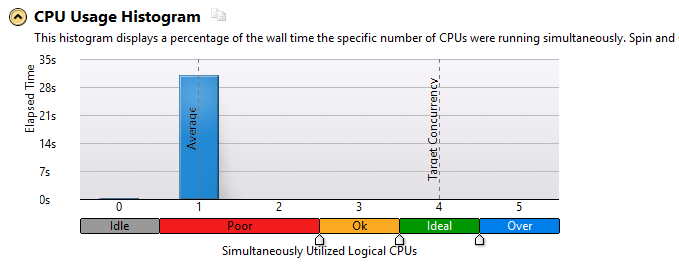 CPU Usage Histogram
This histogram displays a percentage of the wall time the specific number of CPUs were running simultaneously. Spin and
Elapsed Time
35s
28s
21s
14s
7s
0s
Average
Target Concurrency
0 1 2 3 4 5
Idle Poor Ok Ideal Over
Simultaneously Utilized Logical CPUs